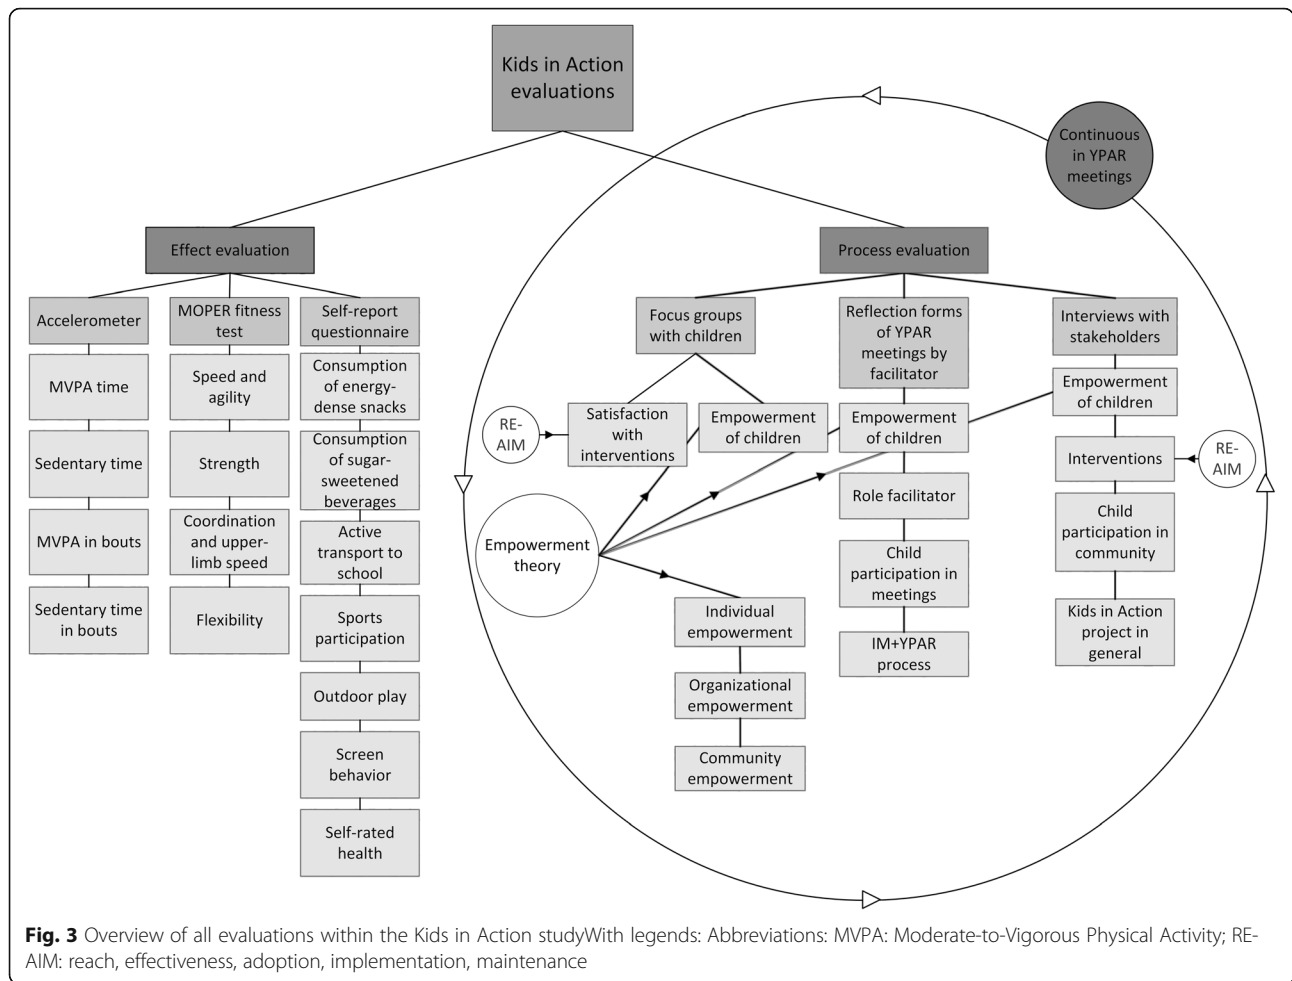 Kids in Action
evaluations
Continuous
in YPAR
meetings
Effect evaluation
Process evaluation
Accelerometer
MVPA time
Sedentary time
MVPA in bouts
Sedentary time
in bouts
MOPER fitness
test
Speed and
agility
Strength
Coordination
and upper-
limb speed
Flexibility
Self-report
questionnaire
Consumption
of energy-
dense snacks
Consumption
of sugar-
sweetened
beverages
Active
transport to
school
Sports
participation
Outdoor play
Screen
behavior
Self-rated
health
Focus groups
with children
RE-
AIM
Satisfaction
with
interventions
Empowerment
of children
Empowerment
theory
Individual
empowerment
Organizational
empowerment
Community
empowerment
Reflection forms
of YPAR
meetings by
facilitator
Empowerment
of children
Role facilitator
Child
participation in
meetings
IM+YPAR
process
Interviews with
stakeholders
Empowerment
of children
Interventions
RE-
AIM
Child
participation in
community
Kids in Action
project in
general
Fig. 3 Overview of all evaluations within the Kids in Action studyWith legends: Abbreviations: MVPA: Moderate-to-Vigorous Physical Activity; RE-
AIM: reach, effectiveness, adoption, implementation, maintenance